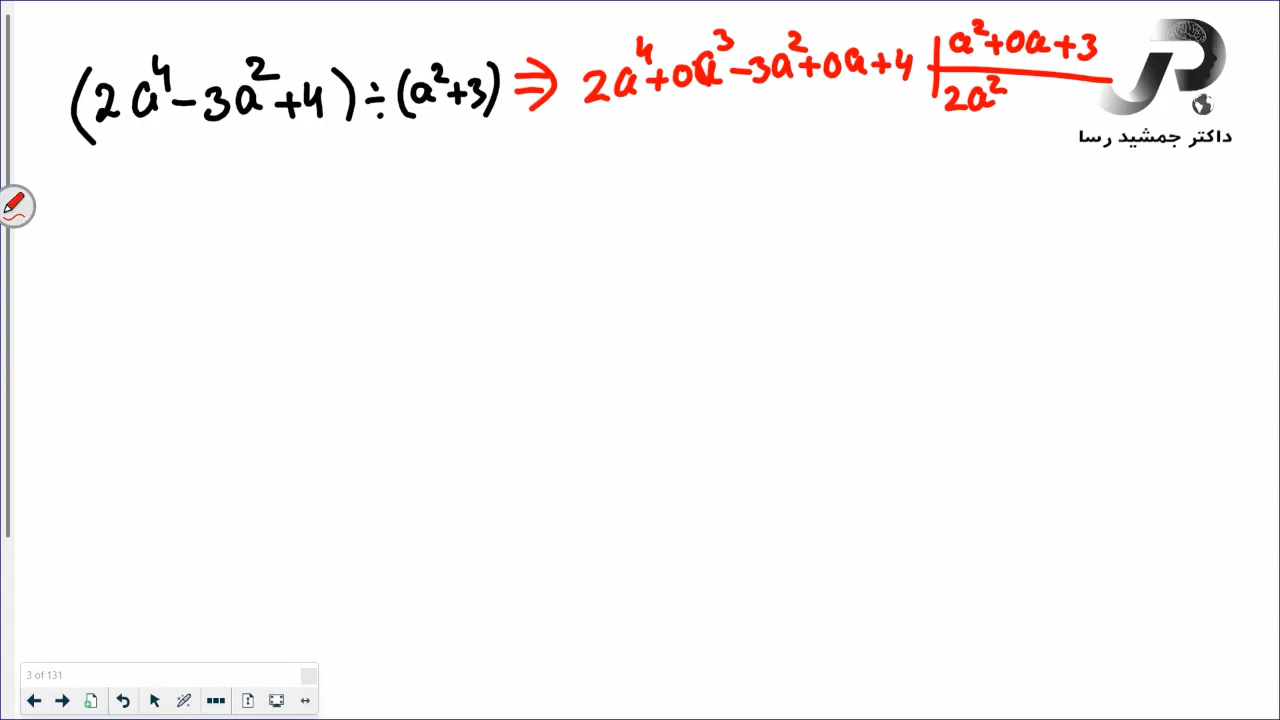 (2a⁴-3a²+4)÷(a²+3) ⇒ 2a⁴+0a³-3a²+0a+4 | a²+0a+3
2a²
داکتر جمشید رسا
3 of 131